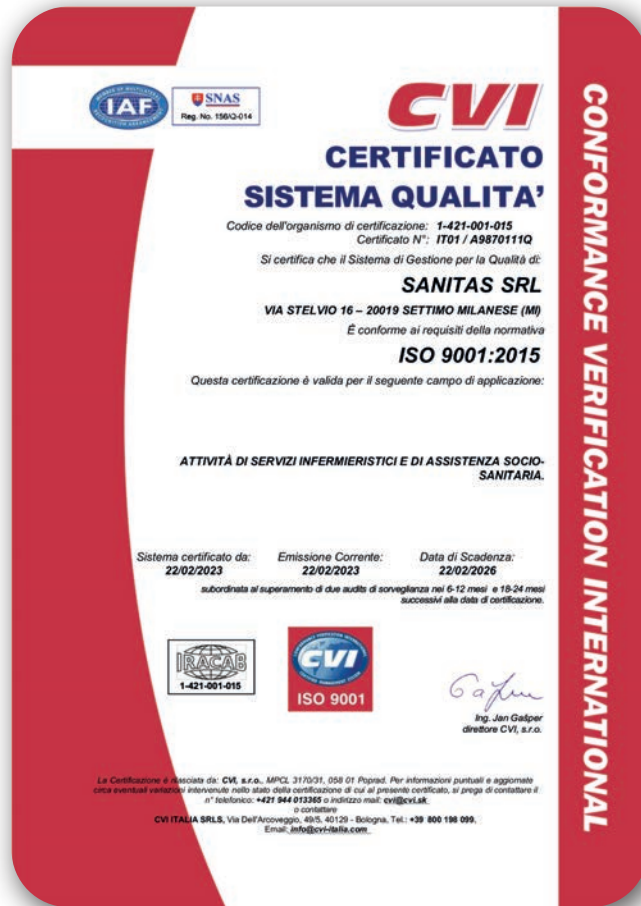 MEMBER OF MULTILATERAL
RECOGNITION ARRANGEMENT
IAF
SNAS
Reg. No. 156/Q-014
CVI
CERTIFICATO
SISTEMA QUALITA’
Codice dell'organismo di certificazione: 1-421-001-015
Certificato N°: IT01 / A9870111Q
Si certifica che il Sistema di Gestione per la Qualità di:
SANITAS SRL
VIA STELVIO 16 – 20019 SETTIMO MILANESE (MI)
È conforme ai requisiti della normativa
ISO 9001:2015
Questa certificazione è valida per il seguente campo di applicazione:
ATTIVITÀ DI SERVIZI INFERMIERISTICI E DI ASSISTENZA SOCIO-
SANITARIA.
Sistema certificato da: Emissione Corrente: Data di Scadenza:
22/02/2023 22/02/2023 22/02/2026
subordinata al superamento di due audits di sorveglianza nei 6-12 mesi e 18-24 mesi
successivi alla data di certificazione.
IRACAB
1-421-001-015
CVI
ISO 9001
Ing. Jan Gašper
direttore CVI, s.r.o.
La Certificazione è rilasciata da: CVI, s.r.o., MPCL 3170/31, 058 01 Poprad. Per informazioni puntuali e aggiornate
circa eventuali variazioni intervenute nello stato della certificazione di cui al presente certificato, si prega di contattare il
n° telefonico: +421 944 013365 o indirizzo mail: cvi@cvi.sk
o contattare
CVI ITALIA SRLS, Via Dell'Arcoveggio, 49/5, 40129 - Bologna, Tel.: +39 800 198 099.
Email: info@cvi-italia.com
CONFORMANCE VERIFICATION INTERNATIONAL